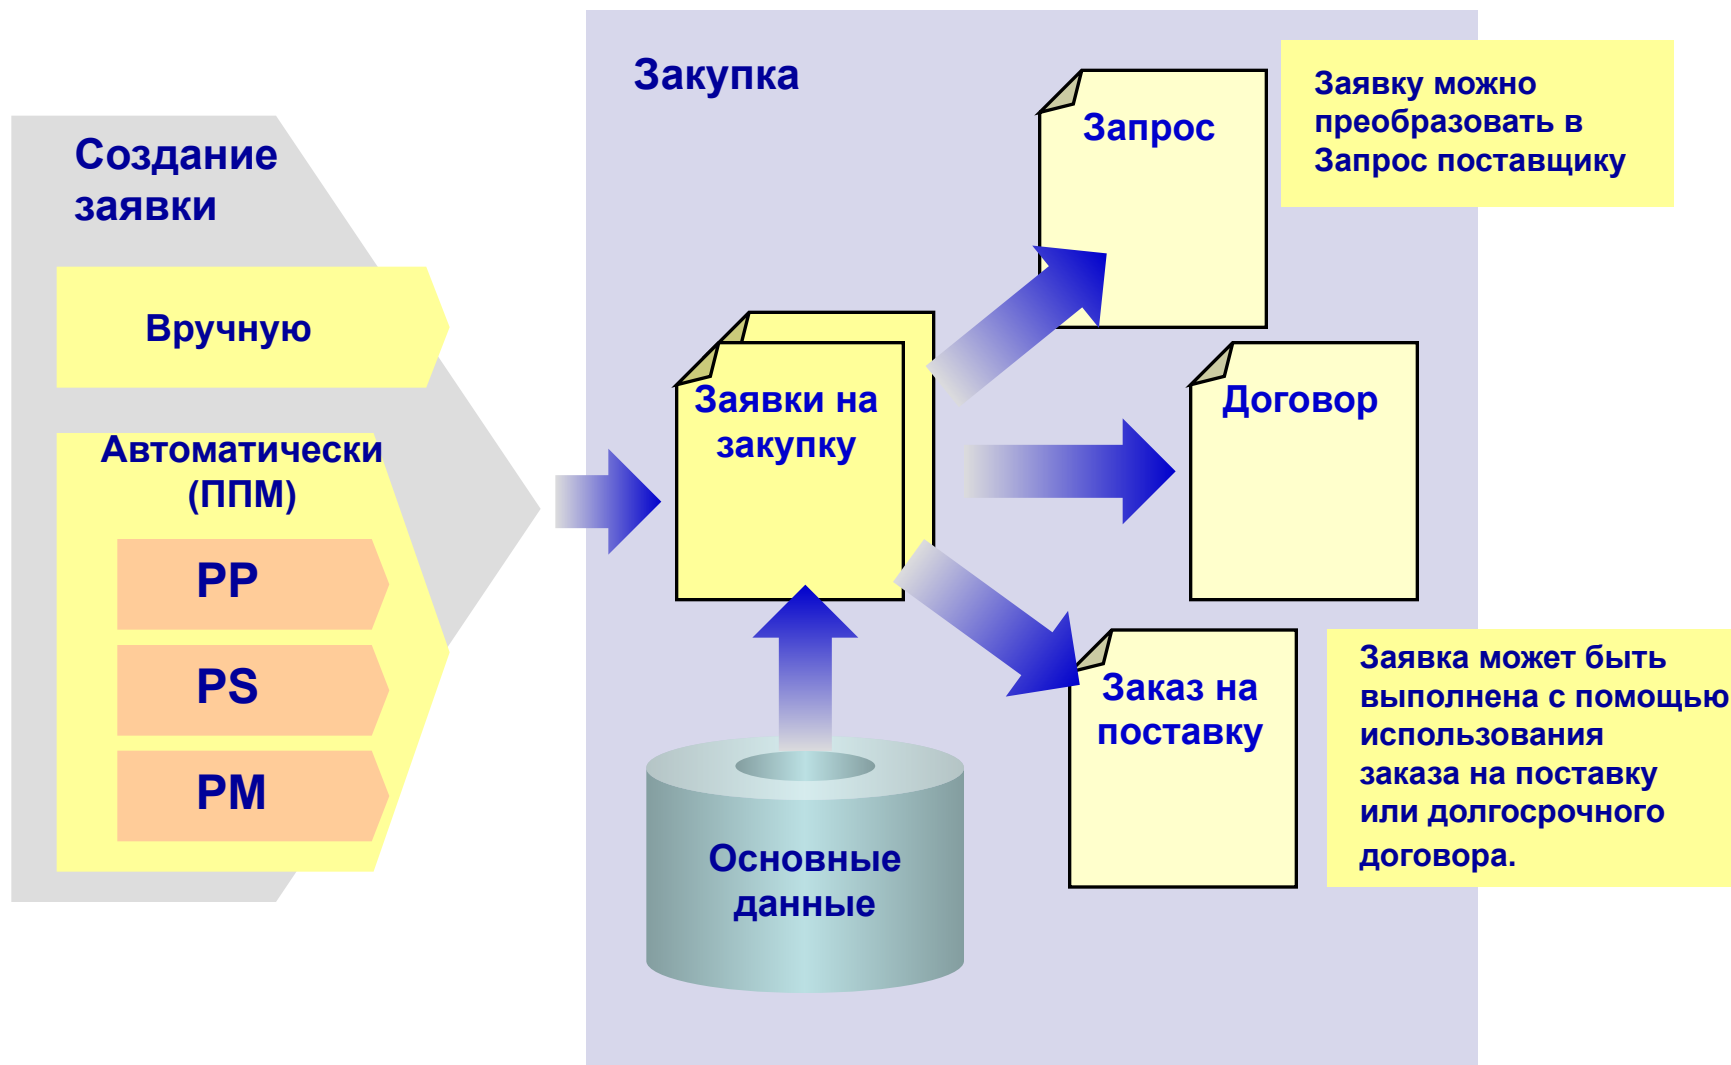 Создание
заявки
Вручную
Автоматически
(ППМ)
PP
PS
PM
Закупка
Заявки на
закупку
Основные
данные
Запрос
Заявку можно
преобразовать в
Запрос поставщику
Договор
Заказ на
поставку
Заявка может быть
выполнена с помощью
использования
заказа на поставку
или долгосрочного
договора.